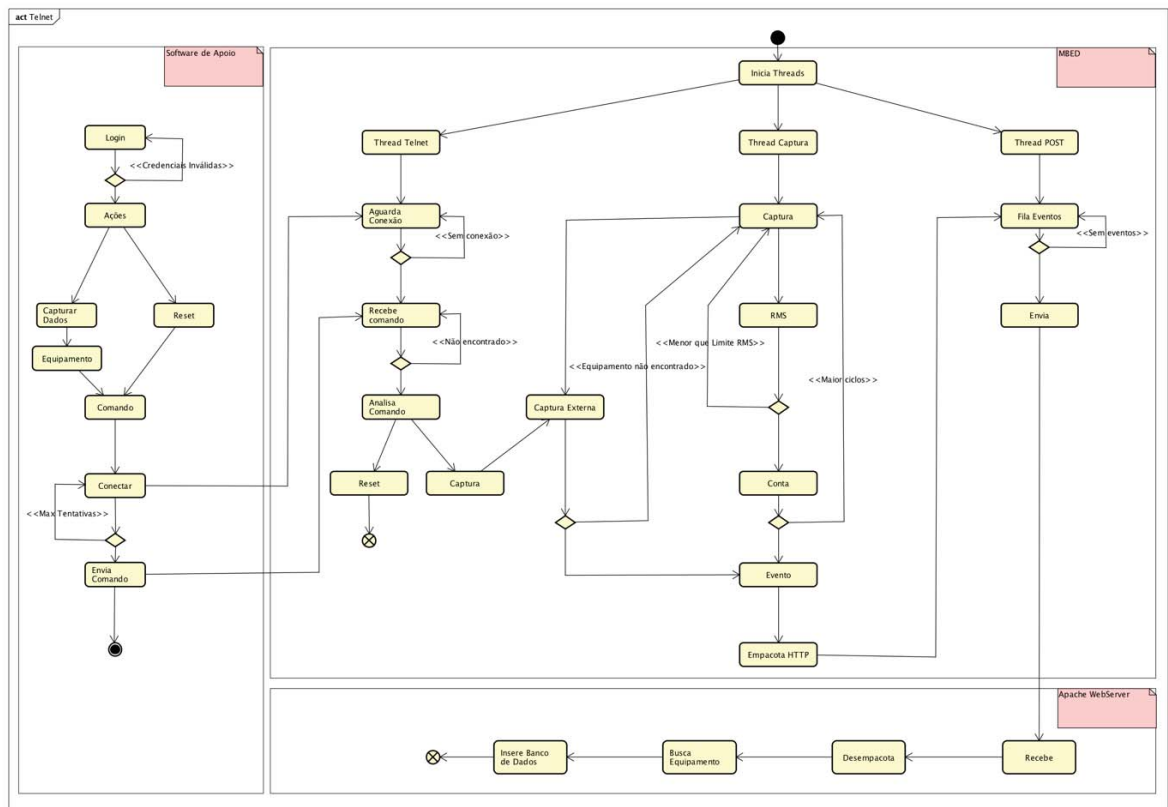 act Telnet
Software de Apoio
Login
<<Credenciais Inválidas>>
Ações
Capturar
Dados
Reset
Equipamento
Comando
Conectar
<<Max Tentativas>>
Envia
Comando
MBED
Inicia Threads
Thread Telnet
Thread Captura
Thread POST
Aguarda
Conexão
<<Sem conexão>>
Captura
Fila Eventos
<<Sem eventos>>
Recebe
comando
<<Não encontrado>>
RMS
Envia
<<Menor que Limite RMS>>
<<Equipamento não encontrado>>
<<Maior ciclos>>
Analisa
Comando
Captura Externa
Reset
Captura
Conta
Evento
Empacota HTTP
Apache WebServer
Insere Banco
de Dados
Busca
Equipamento
Desempacota
Recebe